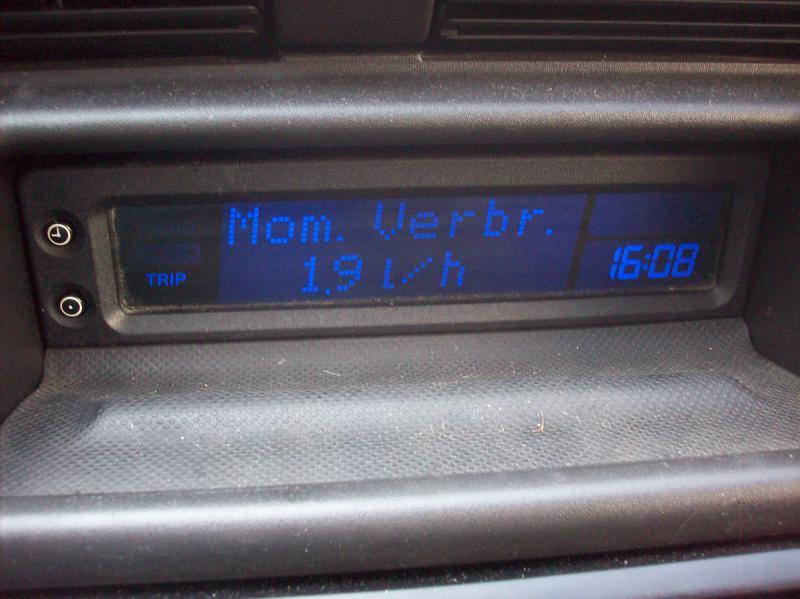 Mom. Verbr.
TRIP 1.9 l/h 16:08